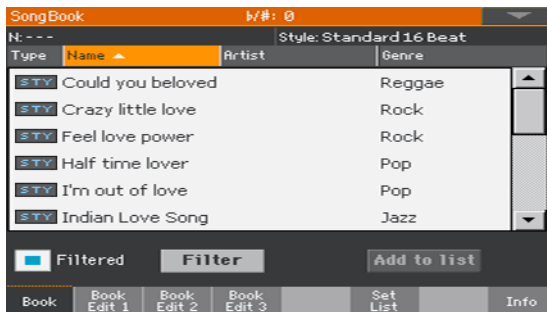 SongBook ♭/#: 0
N:--- Style: Standard 16 Beat
Type Name Artist Genre
STY Could you beloved Reggae
STY Crazy little love Rock
STY Feel love power Rock
STY Half time lover Pop
STY I'm out of love Pop
STY Indian Love Song Jazz
Filtered Filter Add to list
Book Book Edit 1 Book Edit 2 Book Edit 3 Set List Info